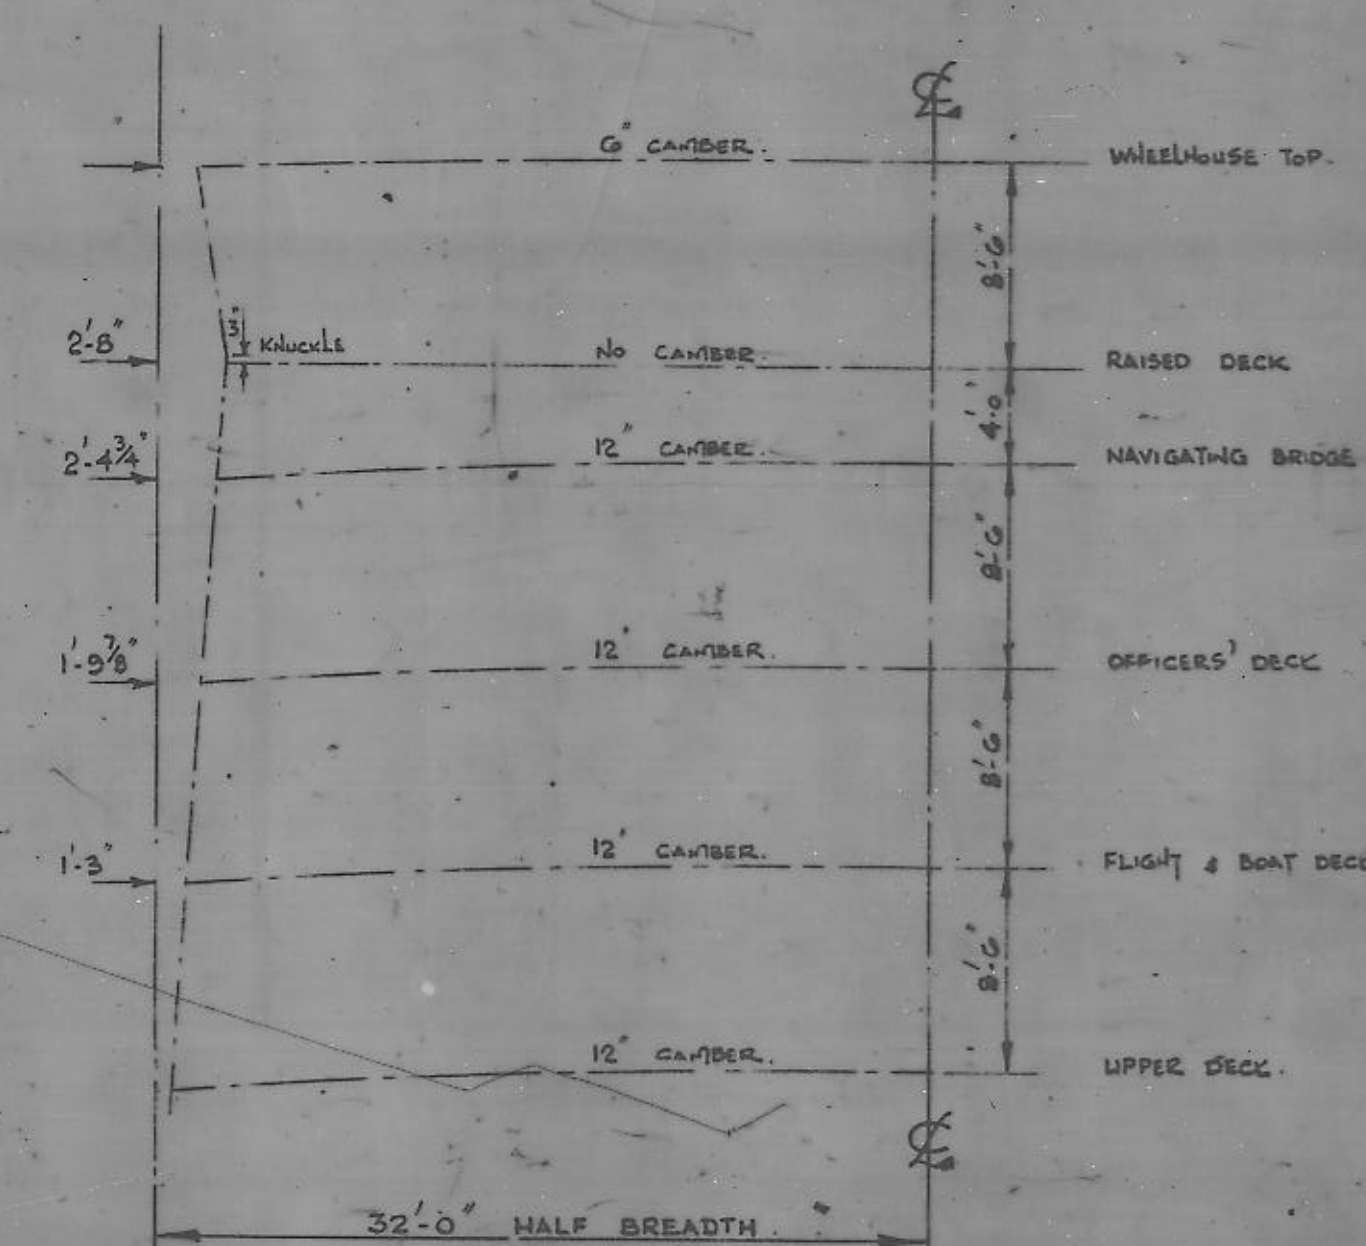 ℄
6" CAMBER.
WHEELHOUSE TOP.
8'-6"
2'-8"
3"
KNUCKLE
NO CAMBER.
RAISED DECK
4'-0"
2'-4¾"
12" CAMBER.
NAVIGATING BRIDGE
8'-6"
1'-9⅞"
12" CAMBER.
OFFICERS' DECK
8'-6"
1'-3"
12" CAMBER.
FLIGHT & BOAT DECK
8'-6"
12" CAMBER.
UPPER DECK.
℄
32'-0" HALF BREADTH.